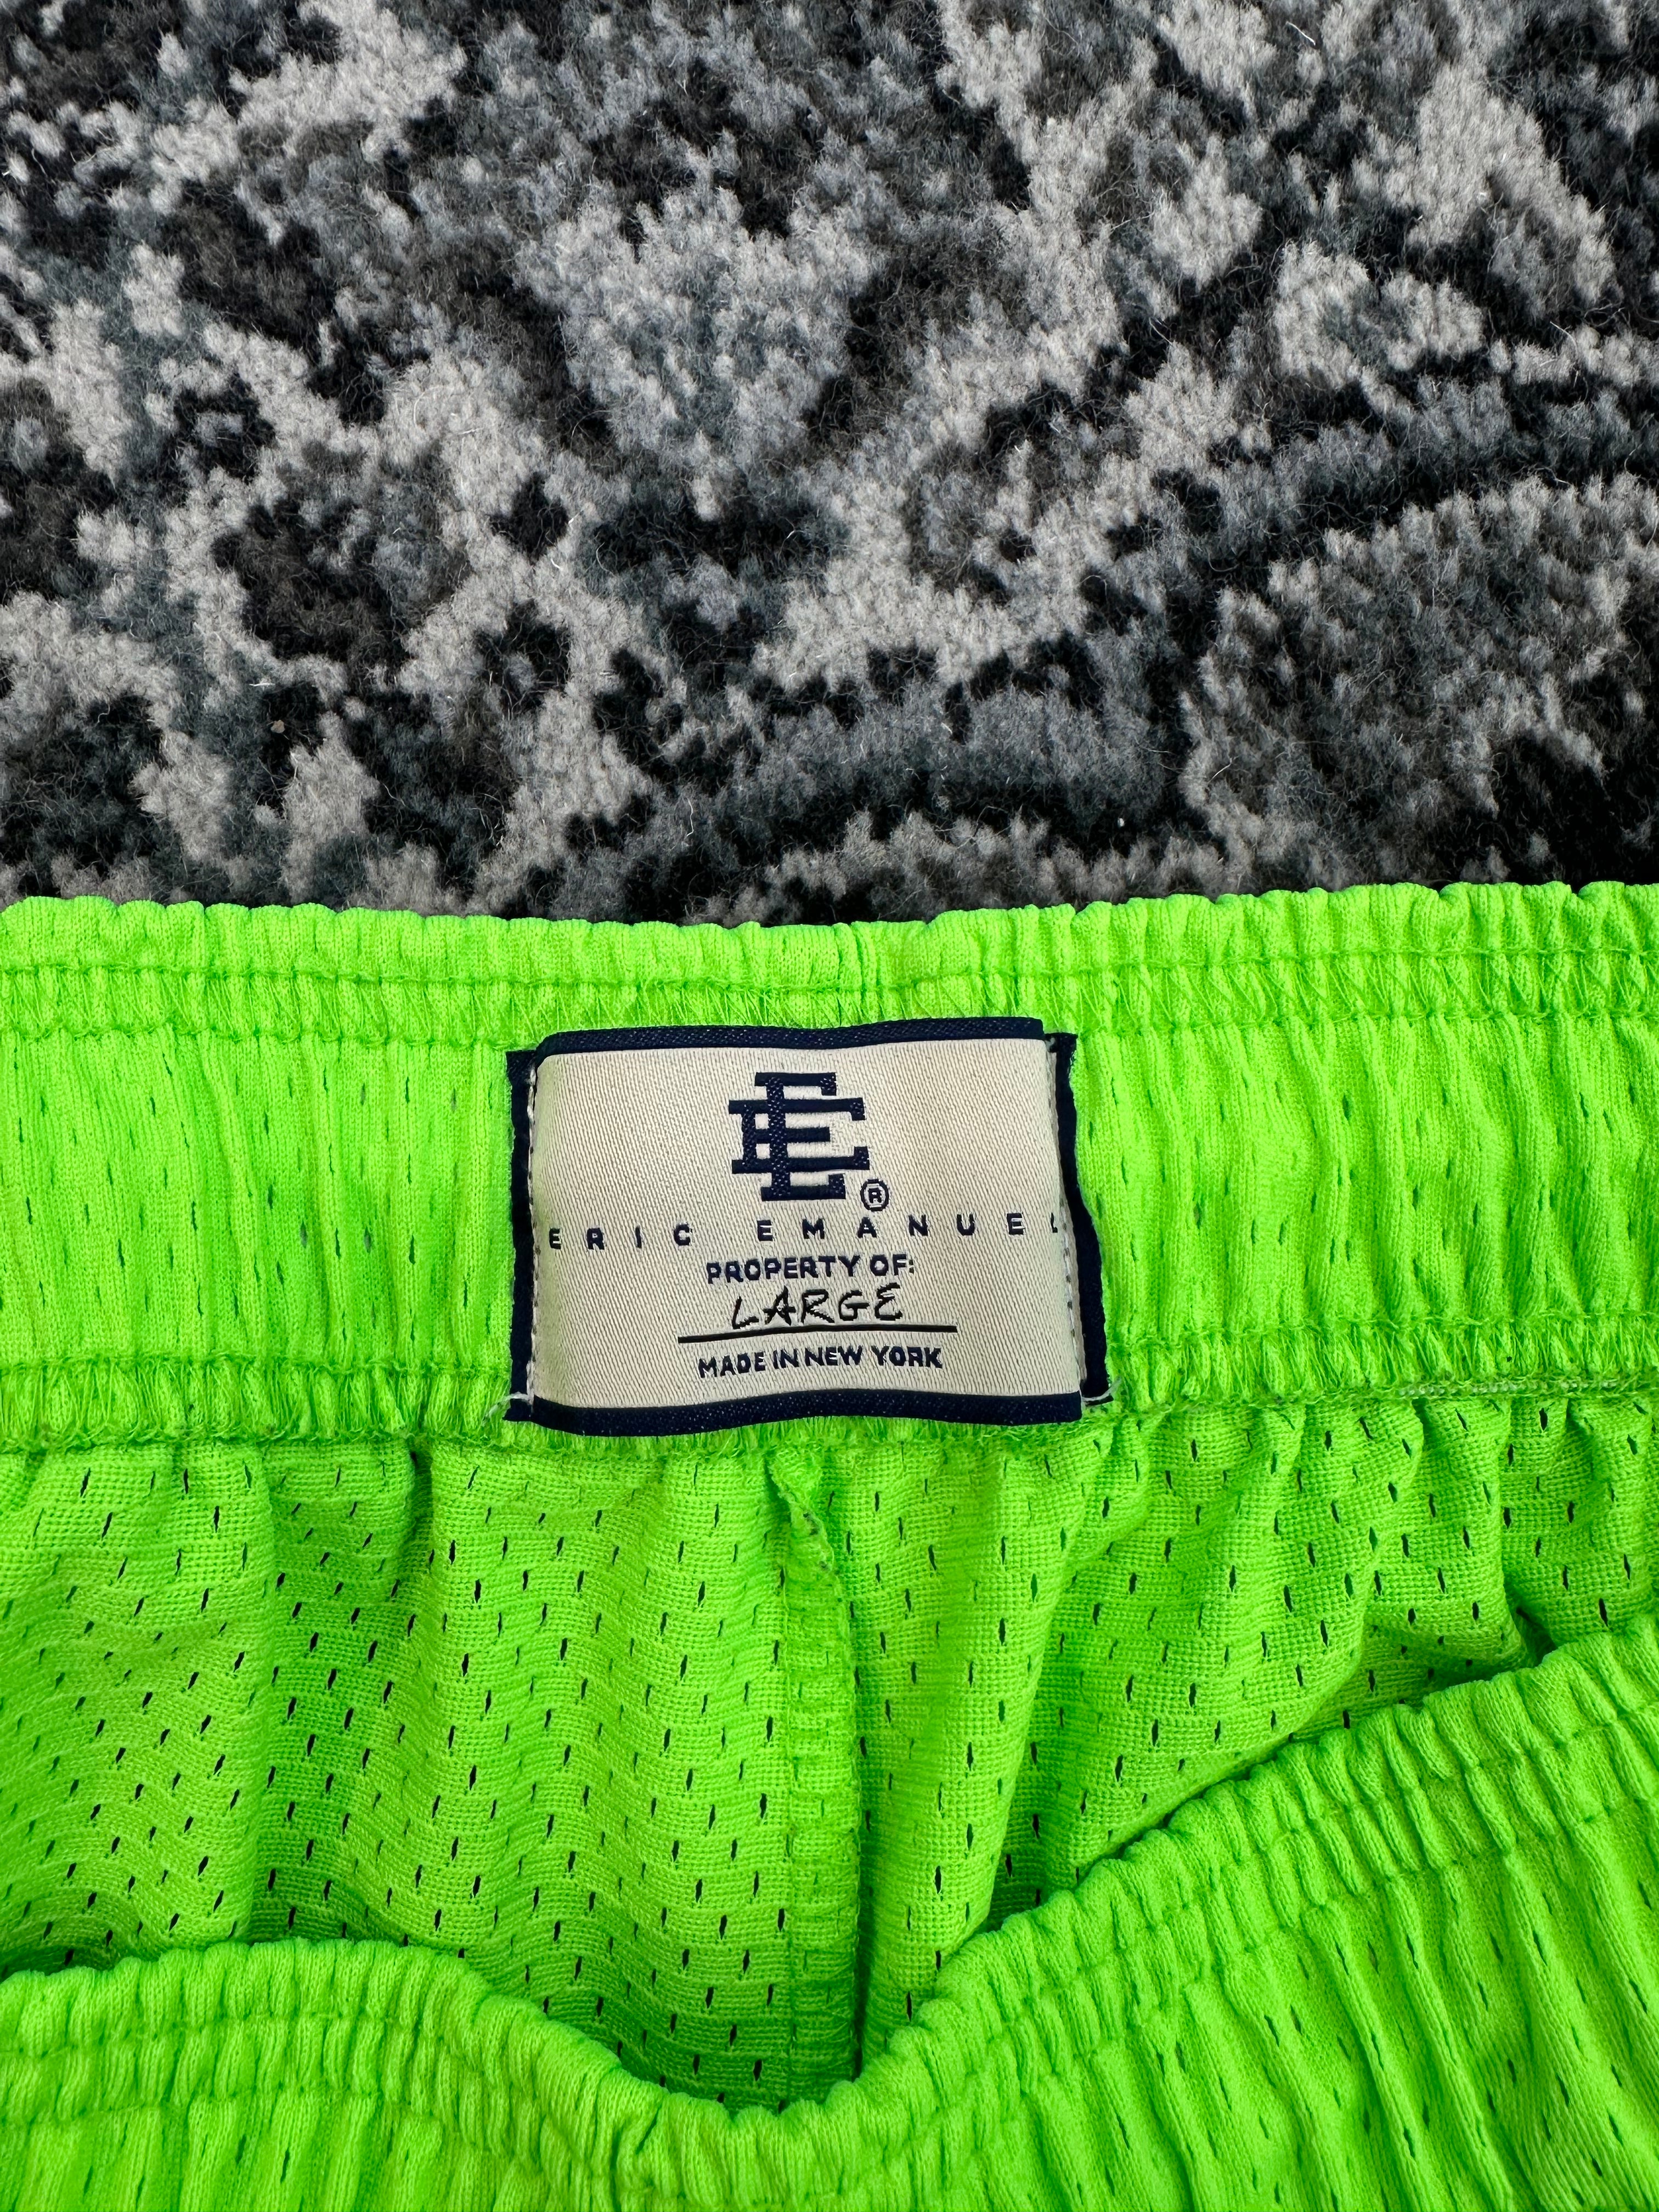 EE®
ERIC EMANUEL
PROPERTY OF:
LARGE
MADE IN NEW YORK